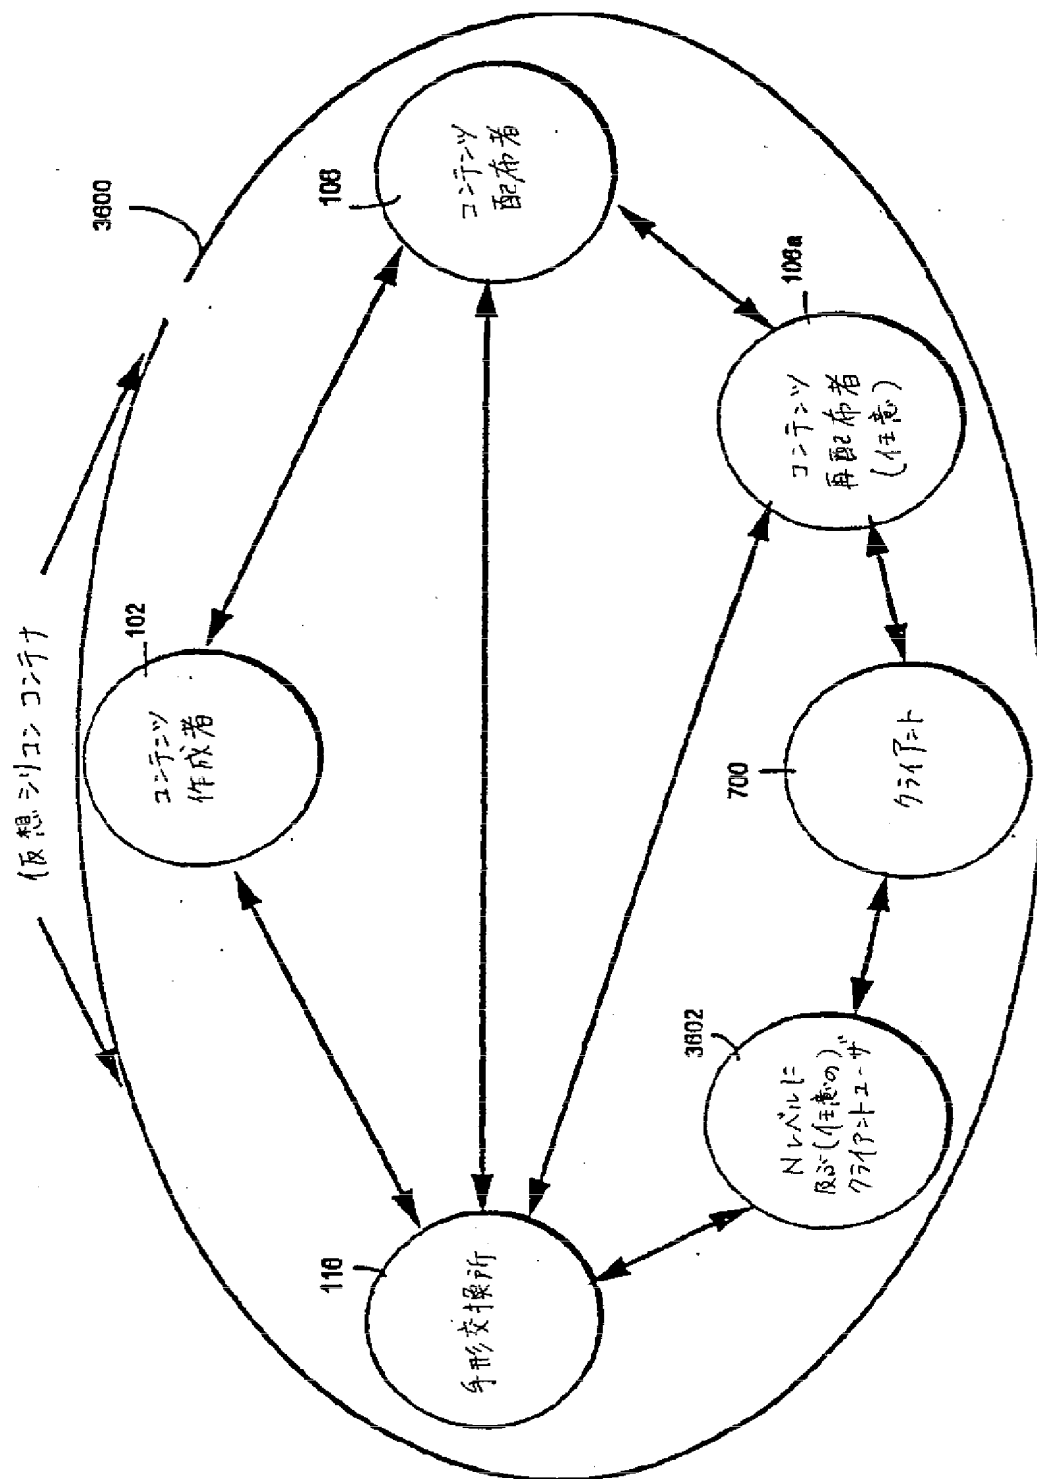 仮想シリコン コンテナ
3600
102
コンテンツ
作成者
106
コンテンツ
配布者
116
手形交換所
106a
コンテンツ
再配布者
(任意)
3602
Nレベルに
及ぶ(任意の)
クライアントユーザ
700
クライアント